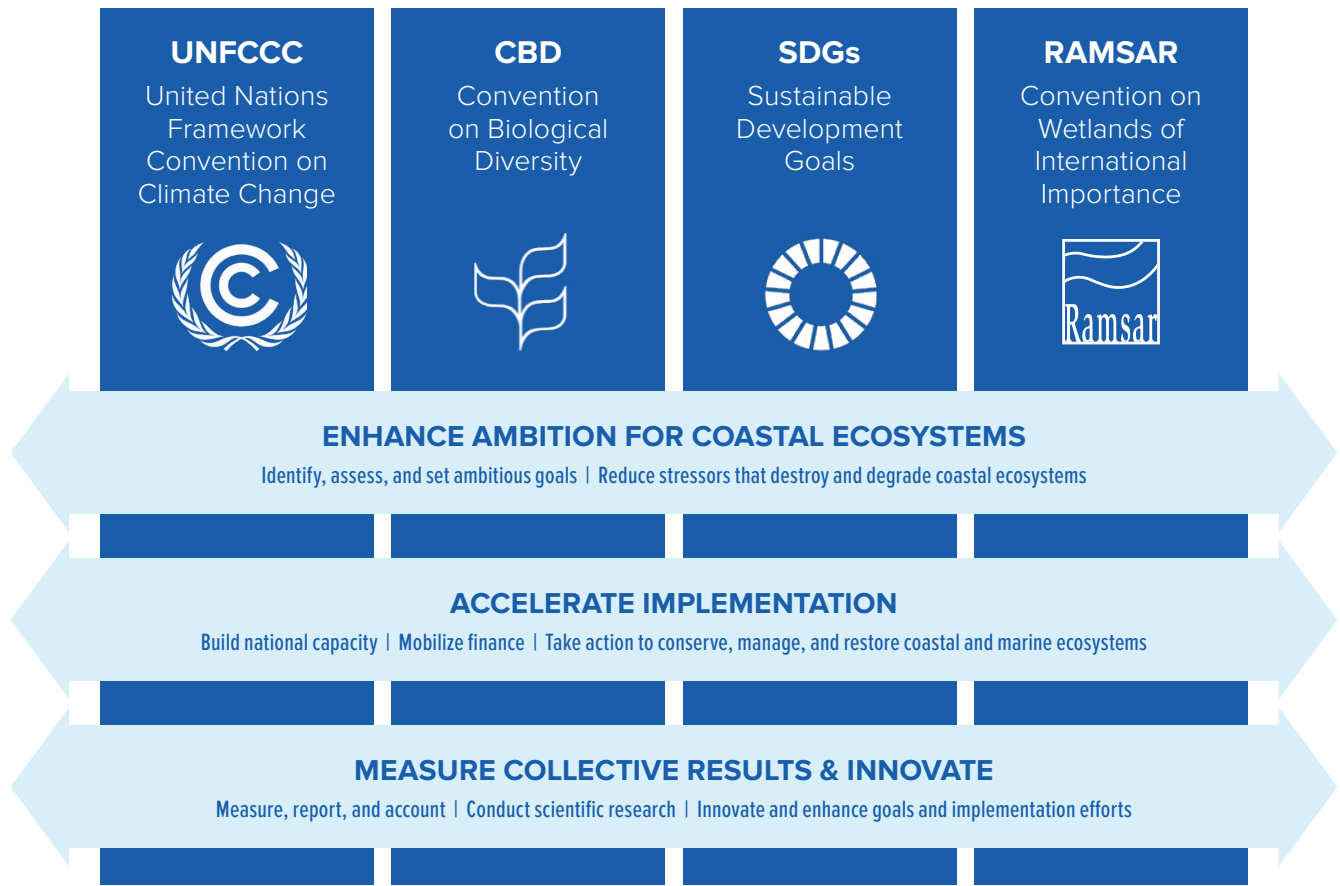 UNFCCC
United Nations
Framework
Convention on
Climate Change
CBD
Convention
on Biological
Diversity
SDGs
Sustainable
Development
Goals
RAMSAR
Convention on
Wetlands of
International
Importance
Ramsar
ENHANCE AMBITION FOR COASTAL ECOSYSTEMS
Identify, assess, and set ambitious goals | Reduce stressors that destroy and degrade coastal ecosystems
ACCELERATE IMPLEMENTATION
Build national capacity | Mobilize finance | Take action to conserve, manage, and restore coastal and marine ecosystems
MEASURE COLLECTIVE RESULTS & INNOVATE
Measure, report, and account | Conduct scientific research | Innovate and enhance goals and implementation efforts